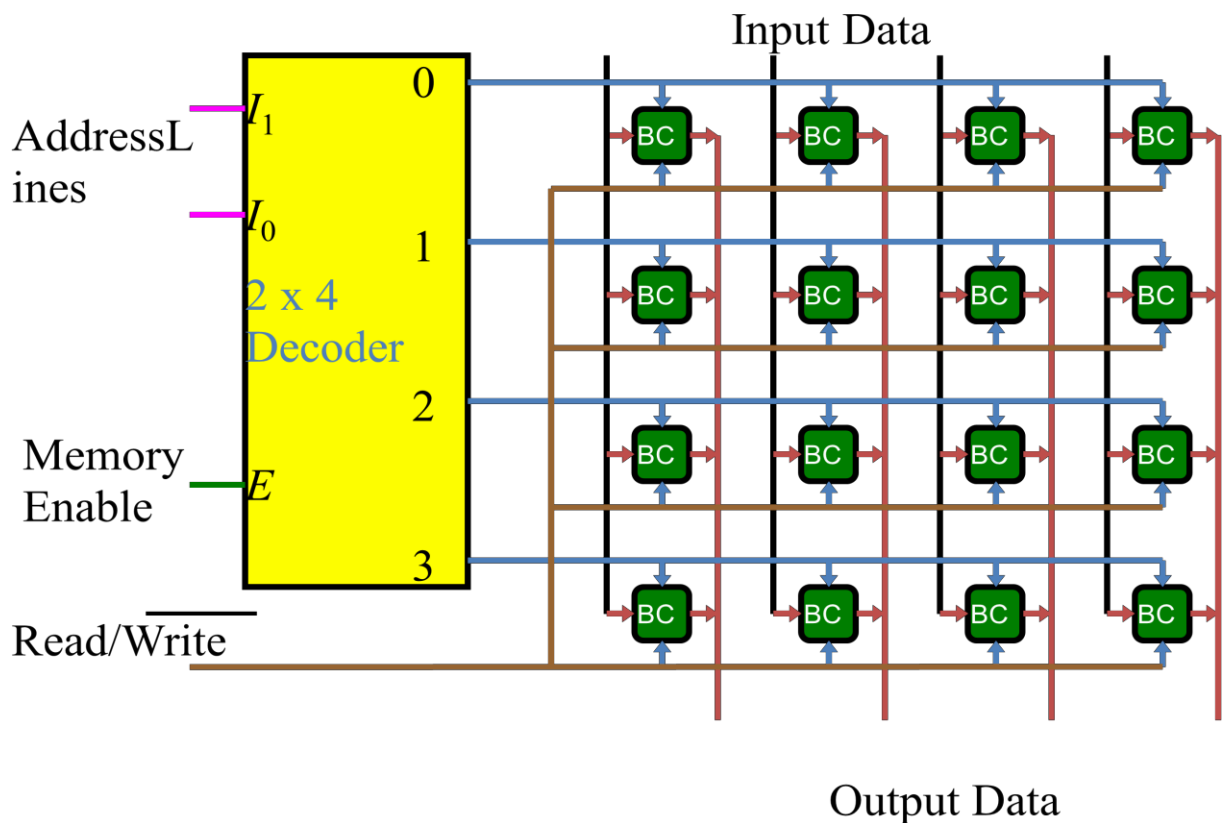 Input Data
0
I1
AddressL
ines
BC BC BC BC
I0
1
2 x 4
BC BC BC BC
Decoder
2
Memory
BC BC BC BC
Enable
E
3
BC BC BC BC
Read/Write
Output Data